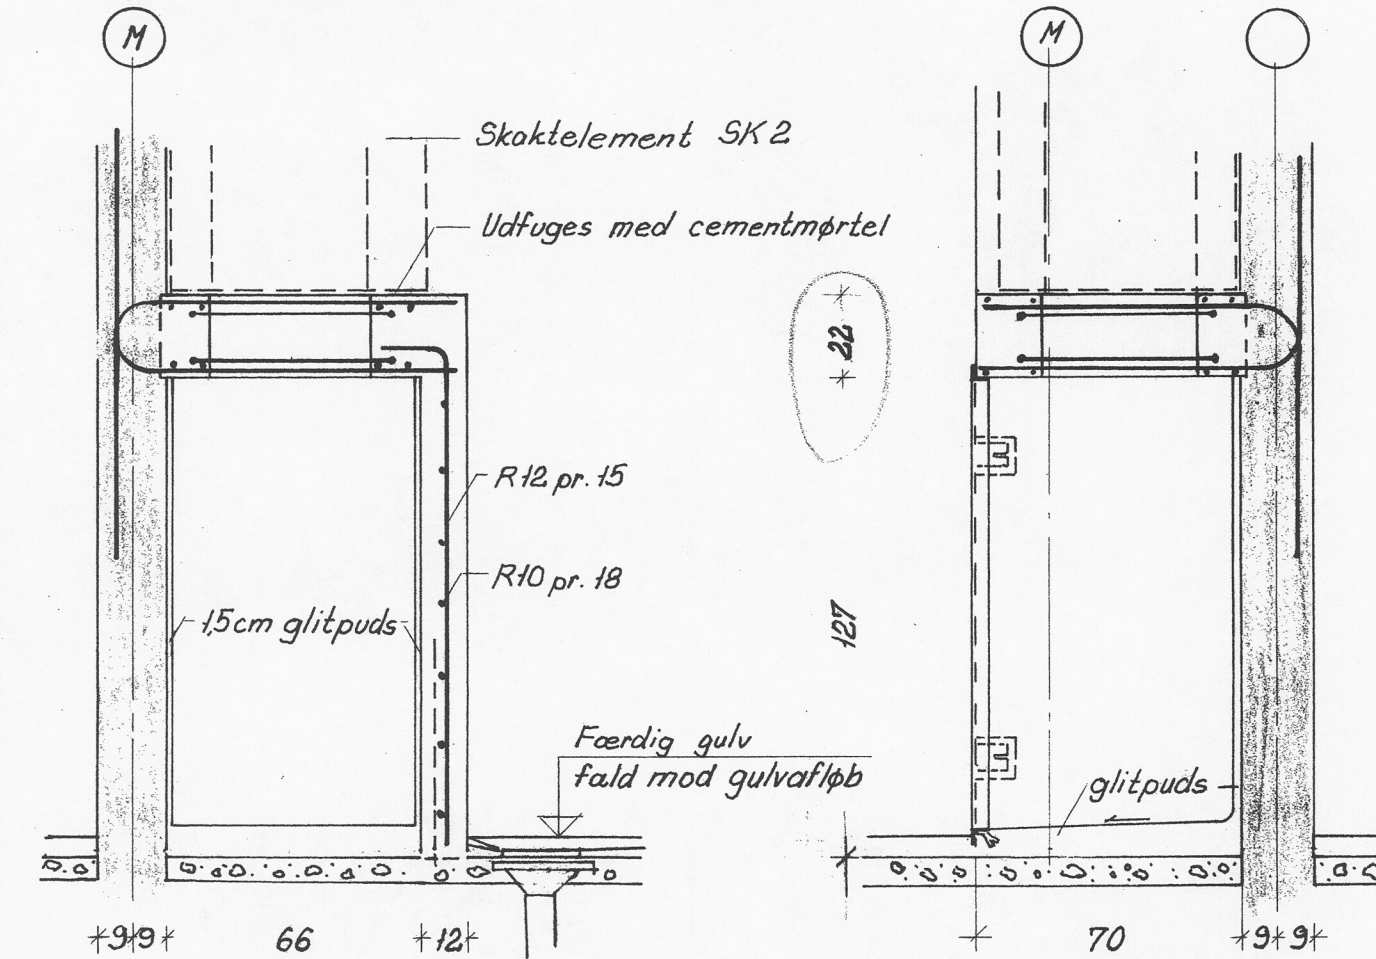 M
M
Skaktelement SK2
Udfuges med cementmørtel
22
R12 pr. 15
R10 pr. 18
1,5cm glitpuds
127
Færdig gulv
fald mod gulvafløb
glitpuds
9 9 66 12
70 9 9